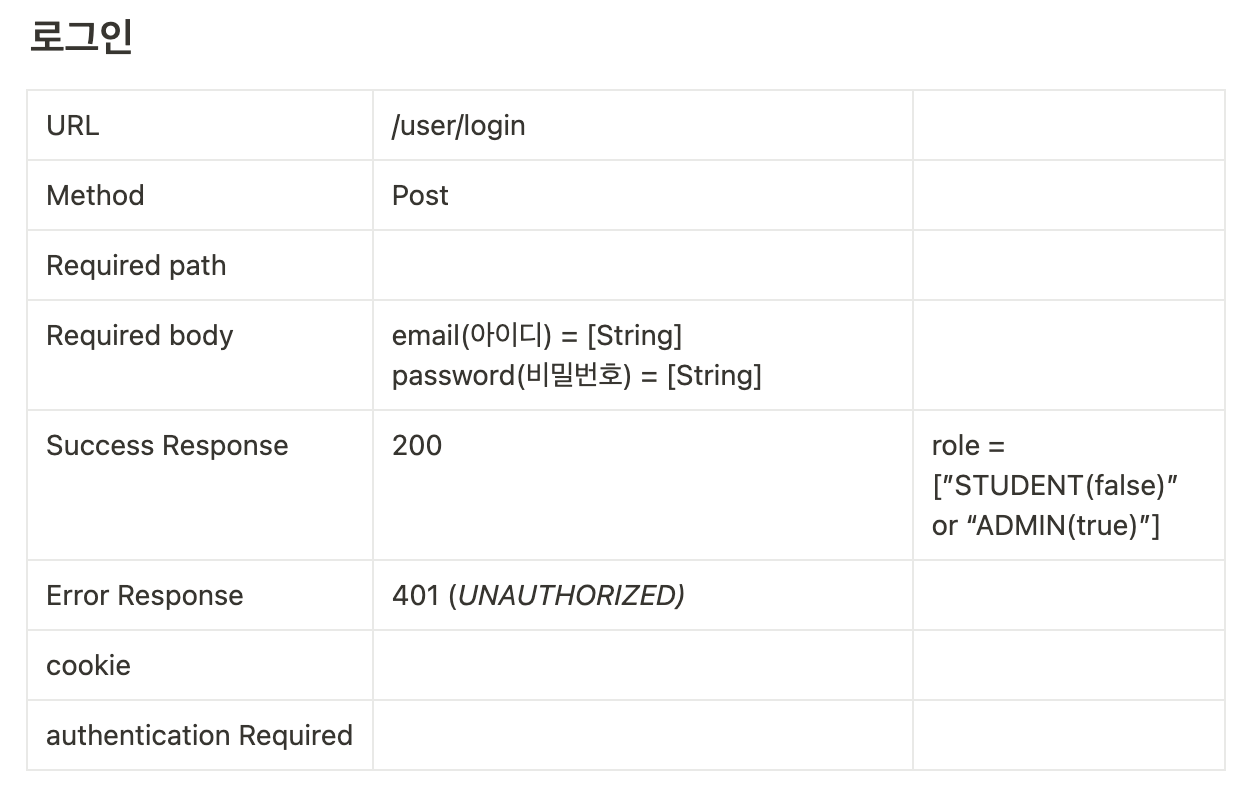 로그인
URL
/user/login
Method
Post
Required path
Required body
email(아이디) = [String]
password(비밀번호) = [String]
Success Response
200
role =
[”STUDENT(false)”
or “ADMIN(true)”]
Error Response
401 (UNAUTHORIZED)
cookie
authentication Required